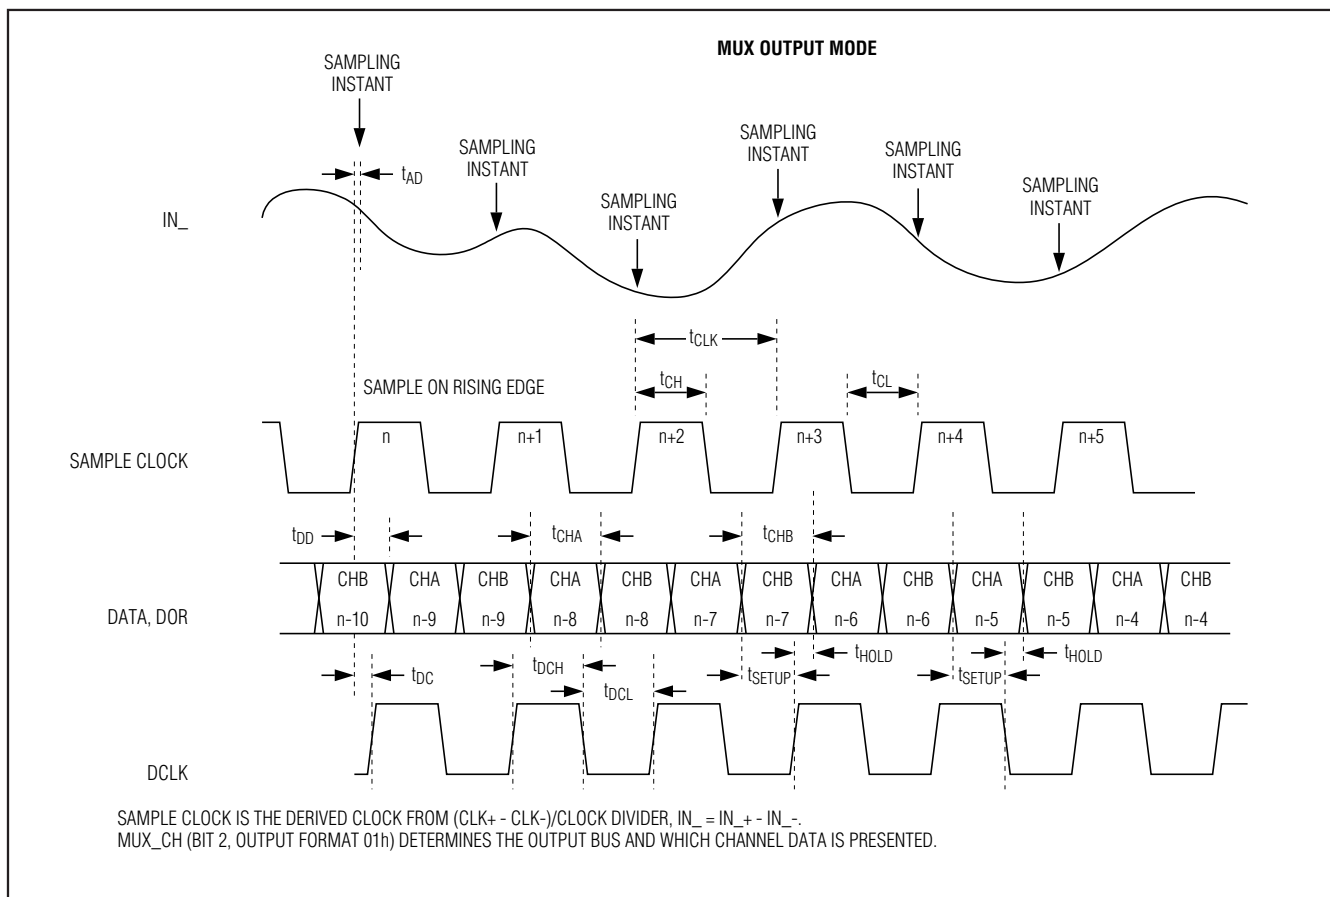 MUX OUTPUT MODE
SAMPLING
INSTANT
SAMPLING
INSTANT
SAMPLING
INSTANT
SAMPLING
INSTANT
SAMPLING
INSTANT
SAMPLING
INSTANT
tAD
IN_
tCLK
tCH
tCL
SAMPLE ON RISING EDGE
n n+1 n+2 n+3 n+4 n+5
SAMPLE CLOCK
tDD tCHA tCHB
CHB CHA CHB CHA CHB CHA CHB CHA CHB CHA CHB CHA CHB
DATA, DOR
n-10 n-9 n-9 n-8 n-8 n-7 n-7 n-6 n-6 n-5 n-5 n-4 n-4
tHOLD tHOLD
tDC tDCH tSETUP tSETUP
tDCL
DCLK
SAMPLE CLOCK IS THE DERIVED CLOCK FROM (CLK+ - CLK-)/CLOCK DIVIDER, IN_ = IN_+ - IN_-.
MUX_CH (BIT 2, OUTPUT FORMAT 01h) DETERMINES THE OUTPUT BUS AND WHICH CHANNEL DATA IS PRESENTED.